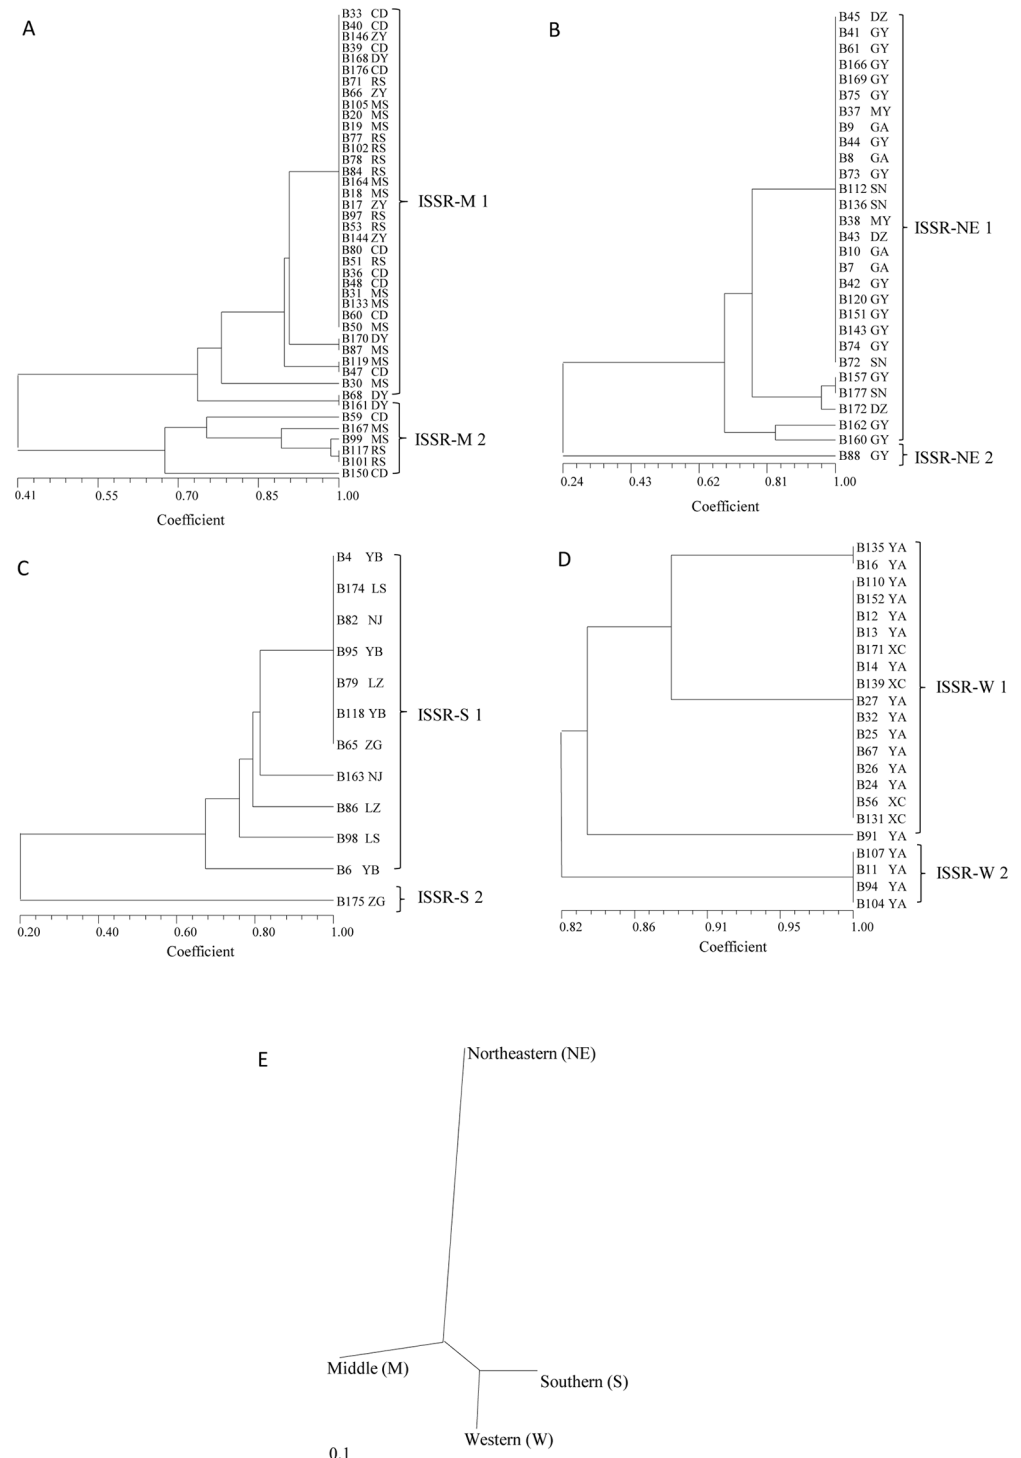 A
B33 CD
B40 CD
B146 ZY
B39 CD
B168 DY
B176 CD
B71 RS
B66 ZY
B105 MS
B20 MS
B19 MS
B77 RS
B102 RS
B78 RS
B84 RS
B164 MS
B18 MS
B17 ZY
B97 RS
B53 RS
B144 ZY
B80 CD
B51 RS
B36 CD
B48 CD
B31 MS
B133 MS
B60 CD
B50 MS
B170 DY
B87 MS
B119 MS
B47 CD
B30 MS
B68 DY
B161 DY
B59 CD
B167 MS
B99 MS
B117 RS
B101 RS
B150 CD
ISSR-M 1
ISSR-M 2
0.41 0.55 0.70 0.85 1.00
Coefficient
B
B45 DZ
B41 GY
B61 GY
B166 GY
B169 GY
B75 GY
B37 MY
B9 GA
B44 GY
B8 GA
B73 GY
B112 SN
B136 SN
B38 MY
B43 DZ
B10 GA
B7 GA
B42 GY
B120 GY
B151 GY
B143 GY
B74 GY
B72 SN
B157 GY
B177 SN
B172 DZ
B162 GY
B160 GY
B88 GY
ISSR-NE 1
ISSR-NE 2
0.24 0.43 0.62 0.81 1.00
Coefficient
C
B4 YB
B174 LS
B82 NJ
B95 YB
B79 LZ
B118 YB
B65 ZG
B163 NJ
B86 LZ
B98 LS
B6 YB
B175 ZG
ISSR-S 1
ISSR-S 2
0.20 0.40 0.60 0.80 1.00
Coefficient
D
B135 YA
B16 YA
B110 YA
B152 YA
B12 YA
B13 YA
B171 XC
B14 YA
B139 XC
B27 YA
B32 YA
B25 YA
B67 YA
B26 YA
B24 YA
B56 XC
B131 XC
B91 YA
B107 YA
B11 YA
B94 YA
B104 YA
ISSR-W 1
ISSR-W 2
0.82 0.86 0.91 0.95 1.00
Coefficient
E
Northeastern (NE)
Middle (M)
Southern (S)
Western (W)
0.1